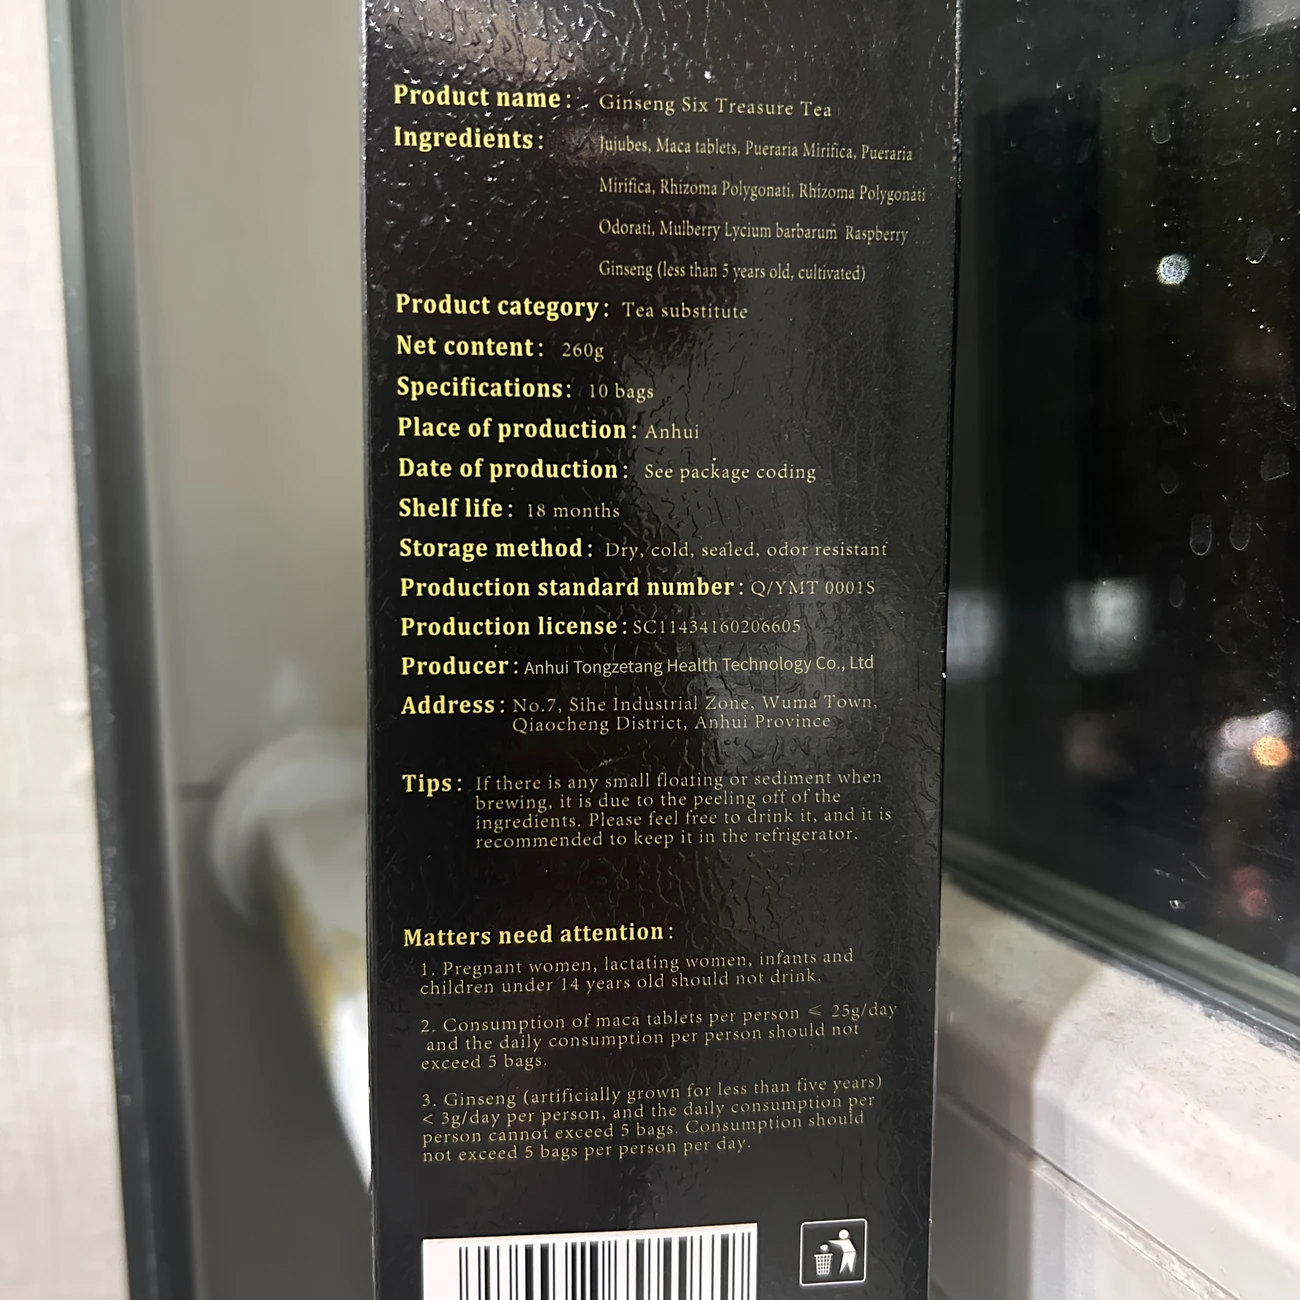 Product name: Ginseng Six Treasure Tea
Ingredients: Jujubes, Maca tablets, Pueraria Mirifica, Pueraria
Mirifica, Rhizoma Polygonati, Rhizoma Polygonati
Odorati, Mulberry Lycium barbarum Raspberry
Ginseng (less than 5 years old, cultivated)
Product category: Tea substitute
Net content: 260g
Specifications: 10 bags
Place of production: Anhui
Date of production: See package coding
Shelf life: 18 months
Storage method: Dry, cold, sealed, odor resistant
Production standard number: Q/YMT 0001S
Production license: SC11434160206605
Producer: Anhui Tongzetang Health Technology Co., Ltd
Address: No.7, Sihe Industrial Zone, Wuma Town,
Qiaocheng District, Anhui Province
Tips: If there is any small floating or sediment when
brewing, it is due to the peeling off of the
ingredients. Please feel free to drink it, and it is
recommended to keep it in the refrigerator.
Matters need attention:
1. Pregnant women, lactating women, infants and
children under 14 years old should not drink.
2. Consumption of maca tablets per person ⩽ 25g/day
and the daily consumption per person should not
exceed 5 bags.
3. Ginseng (artificially grown for less than five years)
< 3g/day per person, and the daily consumption per
person cannot exceed 5 bags. Consumption should
not exceed 5 bags per person per day.